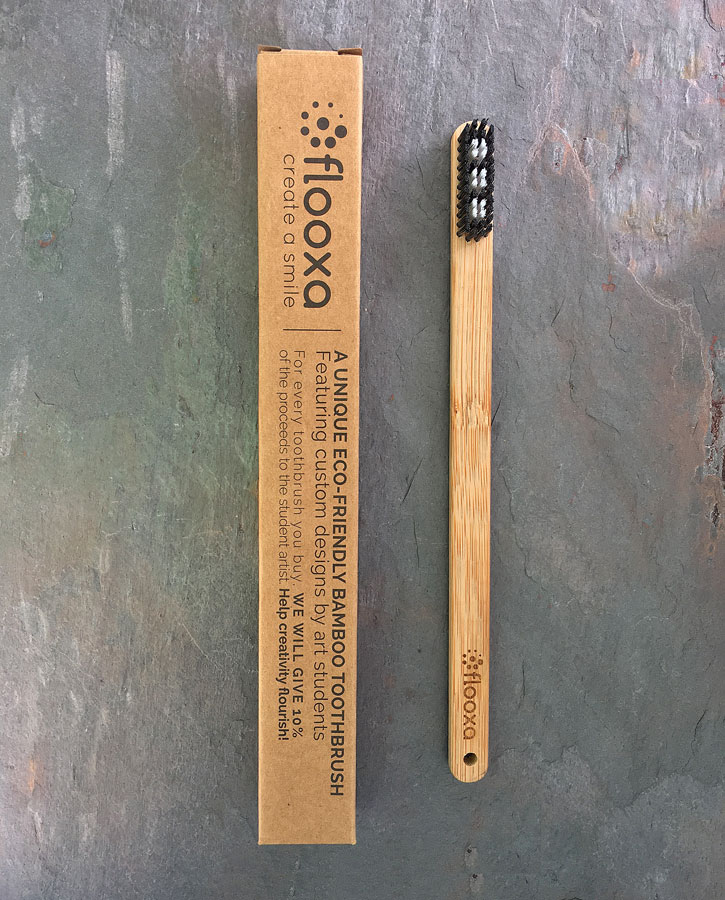 flooxa
create a smile
A UNIQUE ECO-FRIENDLY BAMBOO TOOTHBRUSH
Featuring custom designs by art students
For every toothbrush you buy, WE WILL GIVE 10%
of the proceeds to the student artist. Help creativity flourish!
flooxa